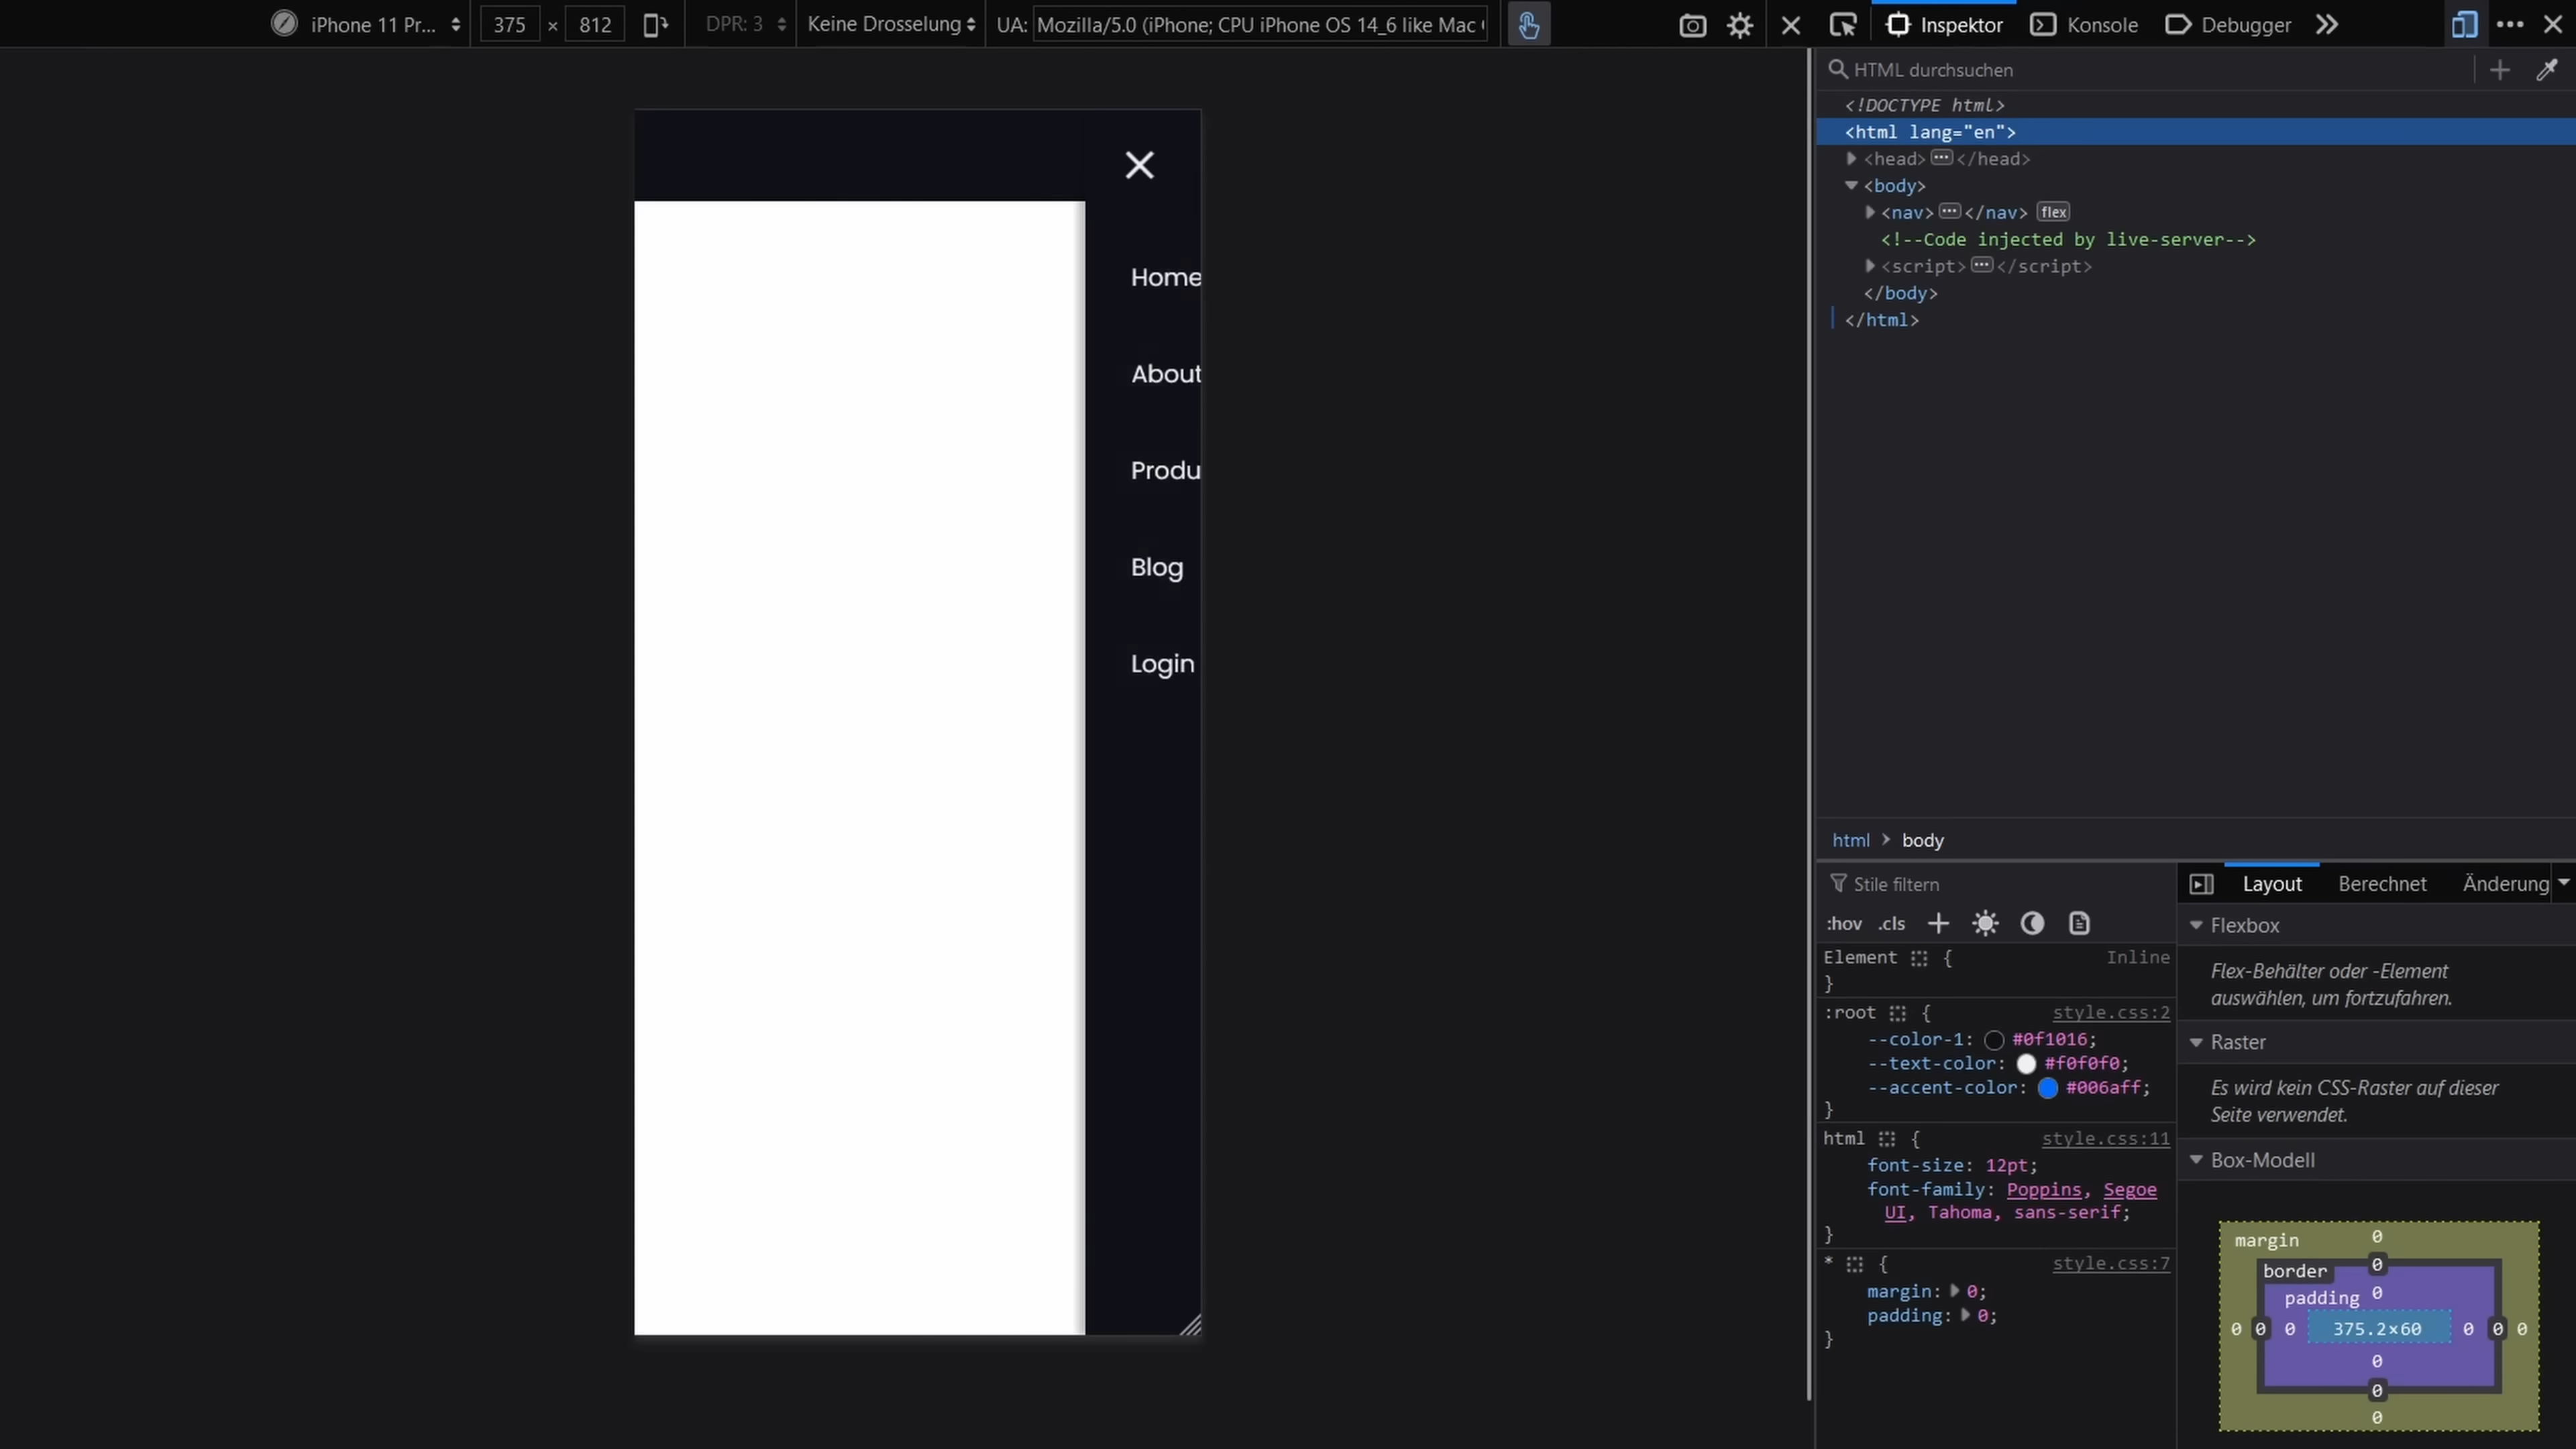 iPhone 11 Pr... 375 × 812 DPR: 3 Keine Drosselung UA: Mozilla/5.0 (iPhone; CPU iPhone OS 14_6 like Mac Inspektor Konsole Debugger
HTML durchsuchen
<!DOCTYPE html>
<html lang="en">
<head> ••• </head>
<body>
<nav> ••• </nav> flex
<!--Code injected by live-server-->
<script> ••• </script>
</body>
</html>
Home
About
Produ
Blog
Login
html > body
Stile filtern
:hov .cls +
Element { Inline
}
:root { style.css:2
--color-1: #0f1016;
--text-color: #f0f0f0;
--accent-color: #006aff;
}
html { style.css:11
font-size: 12pt;
font-family: Poppins, Segoe
UI, Tahoma, sans-serif;
}
* { style.css:7
margin: 0;
padding: 0;
}
Layout Berechnet Änderung
Flexbox
Flex-Behälter oder -Element
auswählen, um fortzufahren.
Raster
Es wird kein CSS-Raster auf dieser
Seite verwendet.
Box-Modell
margin 0
border 0
padding 0
0 0 0 375.2×60 0 0 0
0
0
0